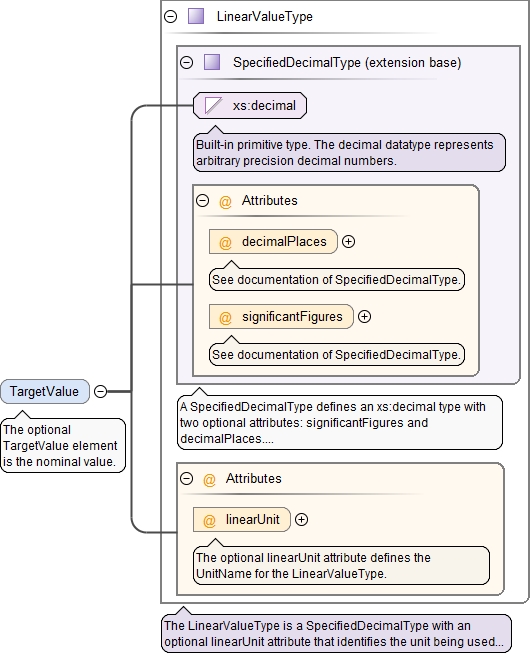 LinearValueType
SpecifiedDecimalType (extension base)
xs:decimal
Built-in primitive type. The decimal datatype represents
arbitrary precision decimal numbers.
@ Attributes
@ decimalPlaces
See documentation of SpecifiedDecimalType.
@ significantFigures
See documentation of SpecifiedDecimalType.
TargetValue
The optional
TargetValue element
is the nominal value.
A SpecifiedDecimalType defines an xs:decimal type with
two optional attributes: significantFigures and
decimalPlaces....
@ Attributes
@ linearUnit
The optional linearUnit attribute defines the
UnitName for the LinearValueType.
The LinearValueType is a SpecifiedDecimalType with an
optional linearUnit attribute that identifies the unit being used...